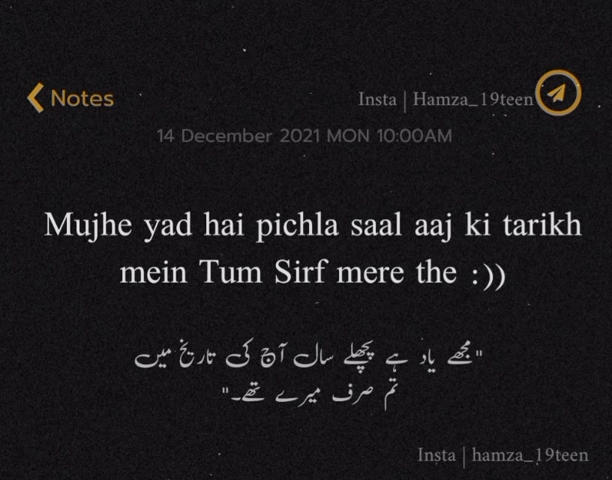 Notes
Insta | Hamza_19teen
14 December 2021 MON 10:00AM
Mujhe yad hai pichla saal aaj ki tarikh
mein Tum Sirf mere the :))
"مجھے یاد ہے پچھلے سال آج کی تاریخ میں
تم صرف میرے تھے۔"
Insta | hamza_19teen